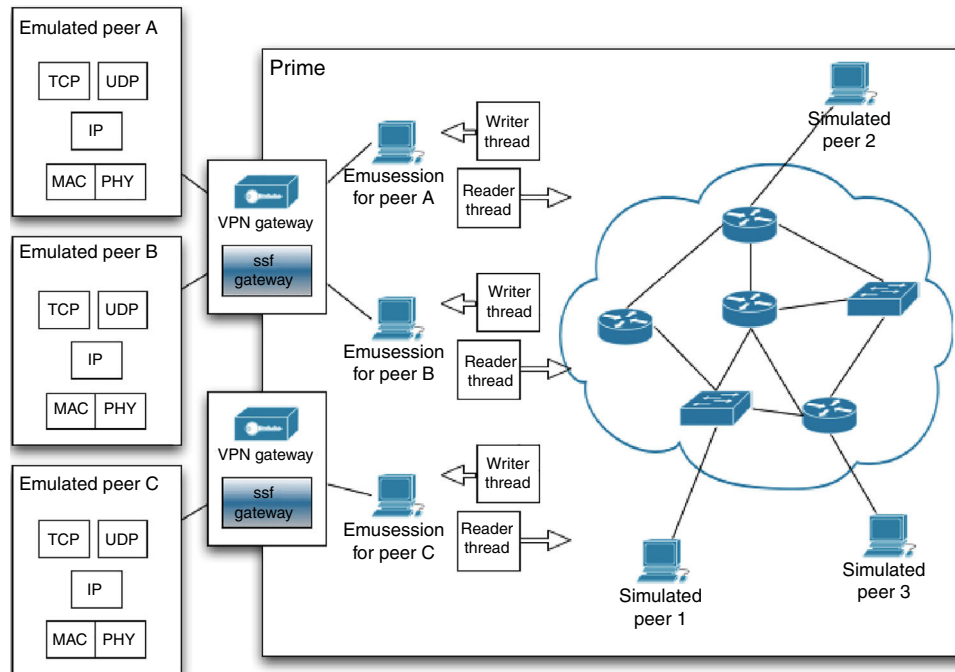 Emulated peer A
TCP
UDP
IP
MAC
PHY
Emulated peer B
TCP
UDP
IP
MAC
PHY
Emulated peer C
TCP
UDP
IP
MAC
PHY
Prime
VPN gateway
ssf
gateway
VPN gateway
ssf
gateway
Emusession
for peer A
Writer
thread
Reader
thread
Emusession
for peer B
Writer
thread
Reader
thread
Emusession
for peer C
Writer
thread
Reader
thread
Simulated
peer 2
Simulated
peer 1
Simulated
peer 3